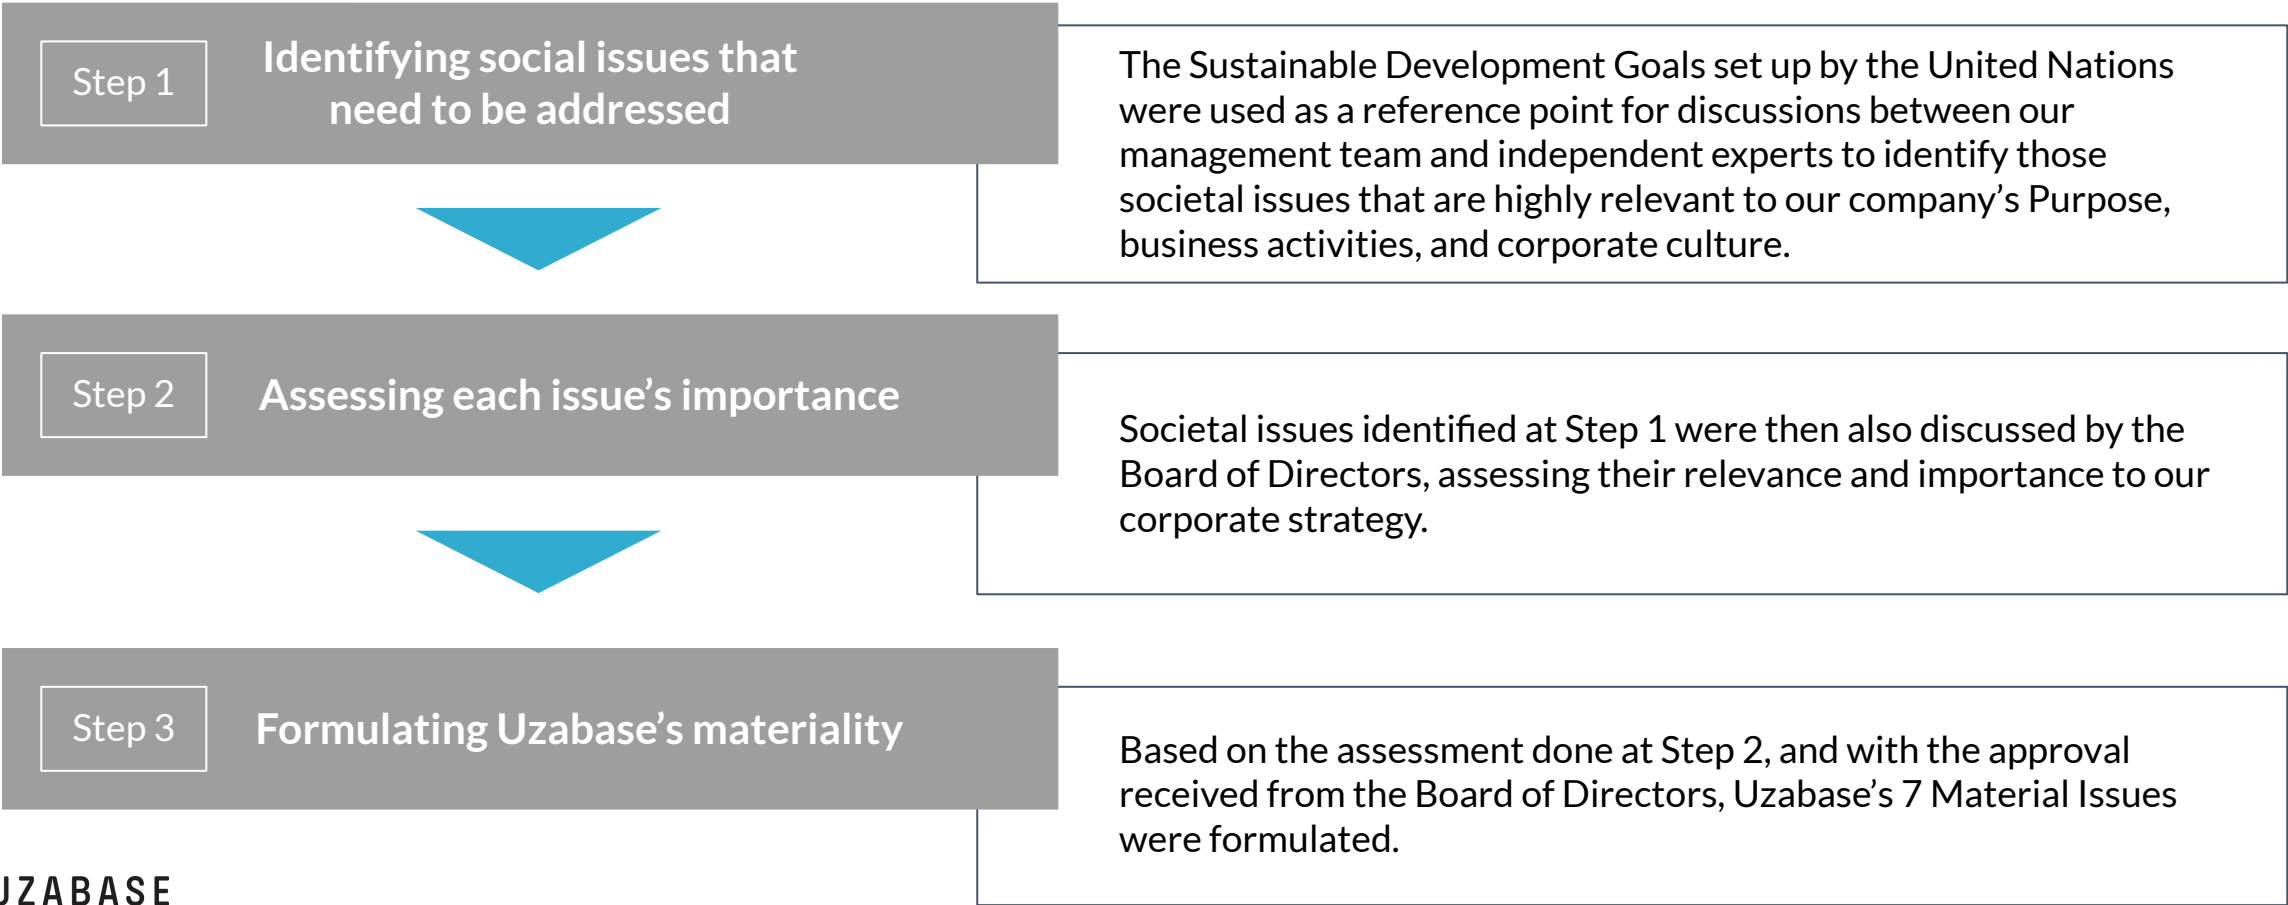 Step 1
Identifying social issues that
need to be addressed
The Sustainable Development Goals set up by the United Nations
were used as a reference point for discussions between our
management team and independent experts to identify those
societal issues that are highly relevant to our company’s Purpose,
business activities, and corporate culture.
Step 2
Assessing each issue’s importance
Societal issues identified at Step 1 were then also discussed by the
Board of Directors, assessing their relevance and importance to our
corporate strategy.
Step 3
Formulating Uzabase’s materiality
Based on the assessment done at Step 2, and with the approval
received from the Board of Directors, Uzabase’s 7 Material Issues
were formulated.
UZABASE